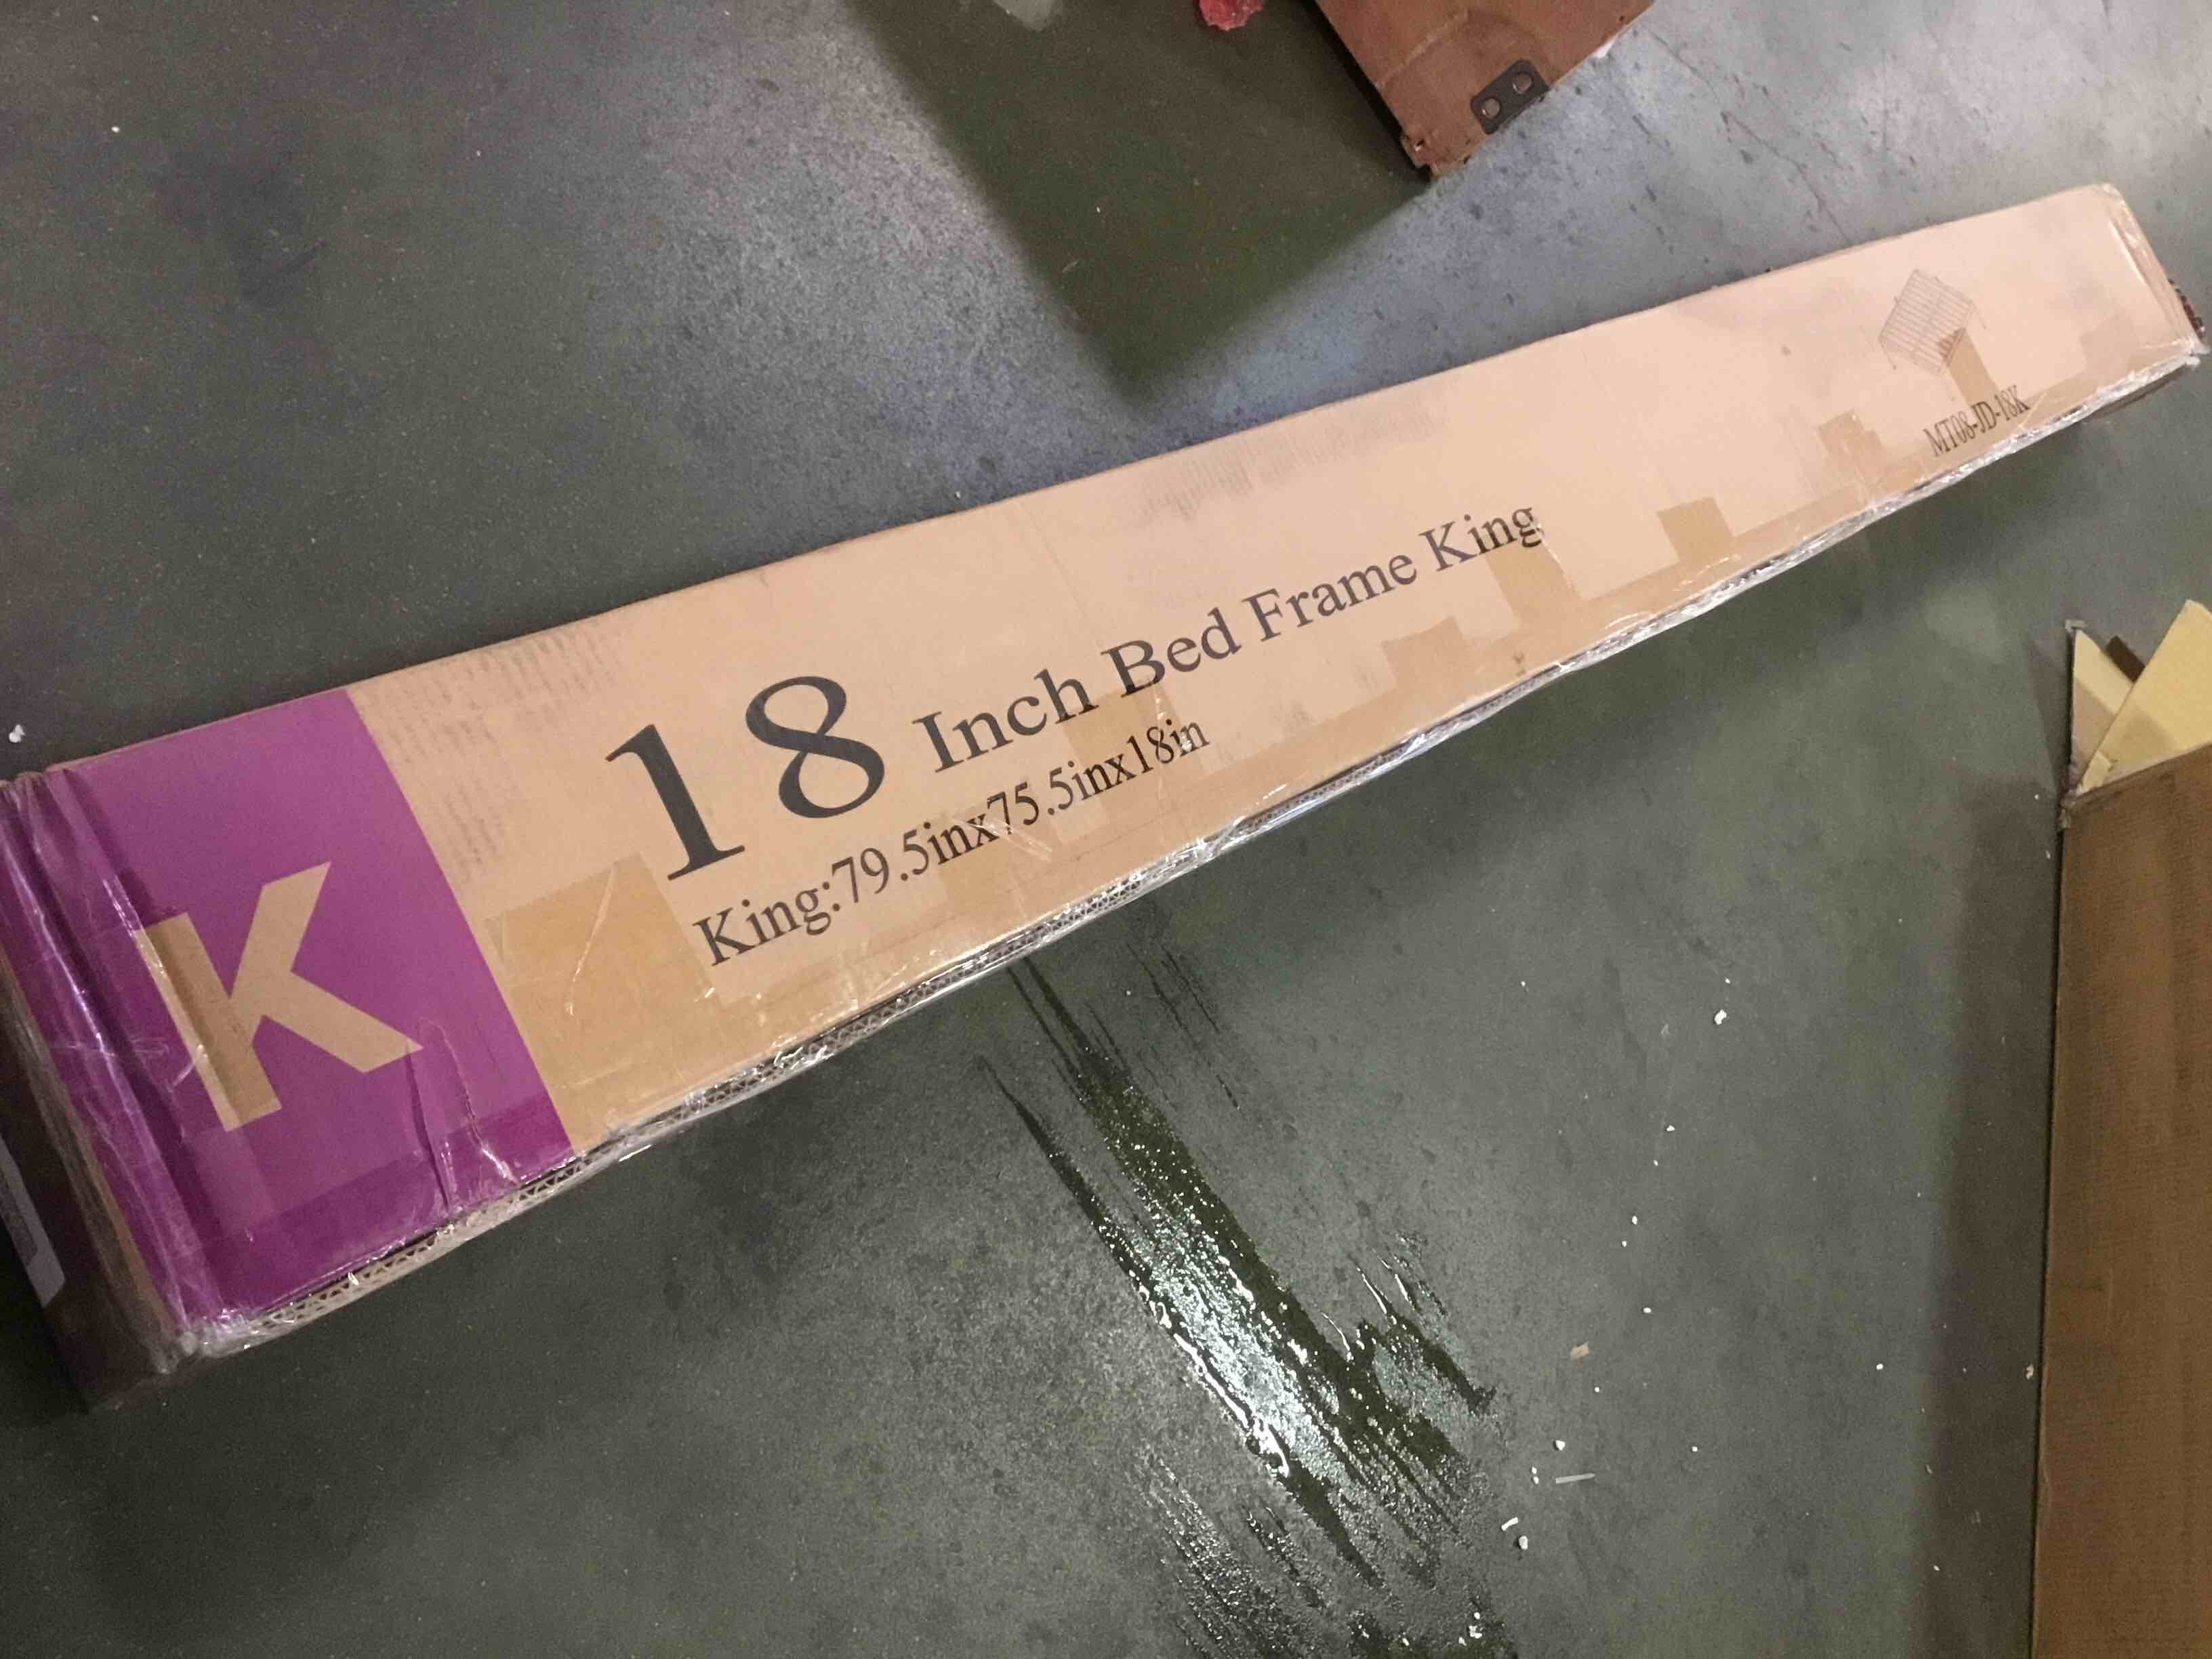 K
18 Inch Bed Frame King
King:79.5inx75.5inx18in
MT08-JD-18K